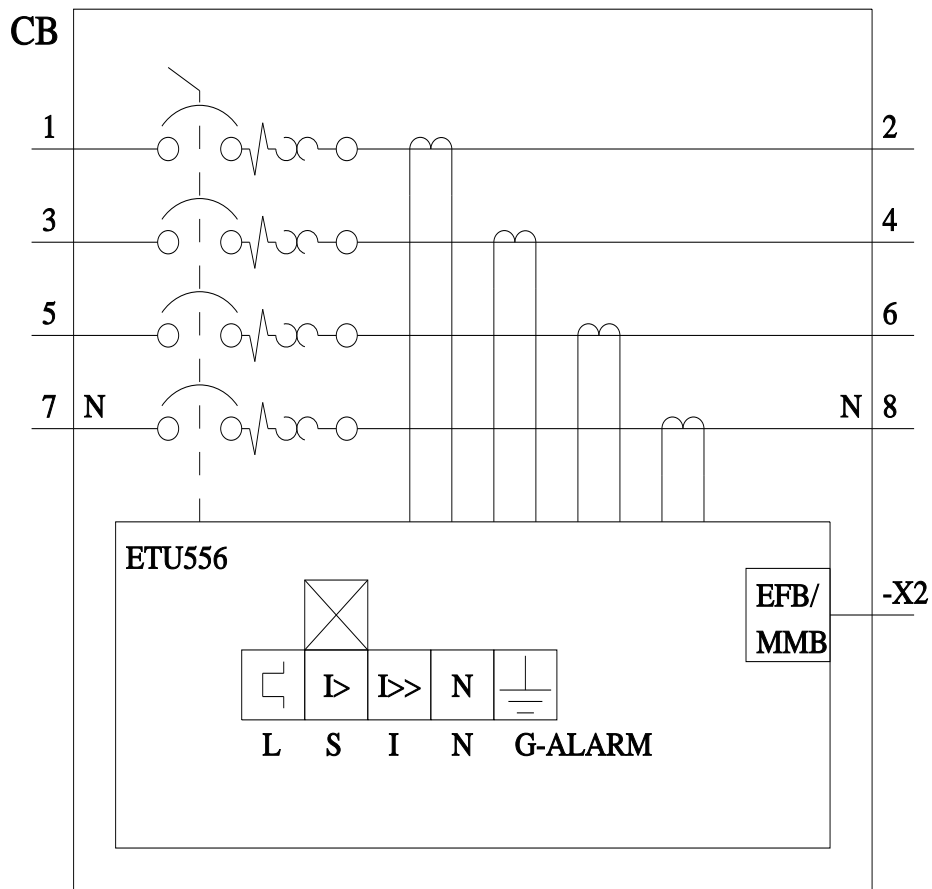 CB
1 2
3 4
5 6
7 N N 8
ETU556
EFB/ -X2
MMB
I> I>> N
L S I N G-ALARM